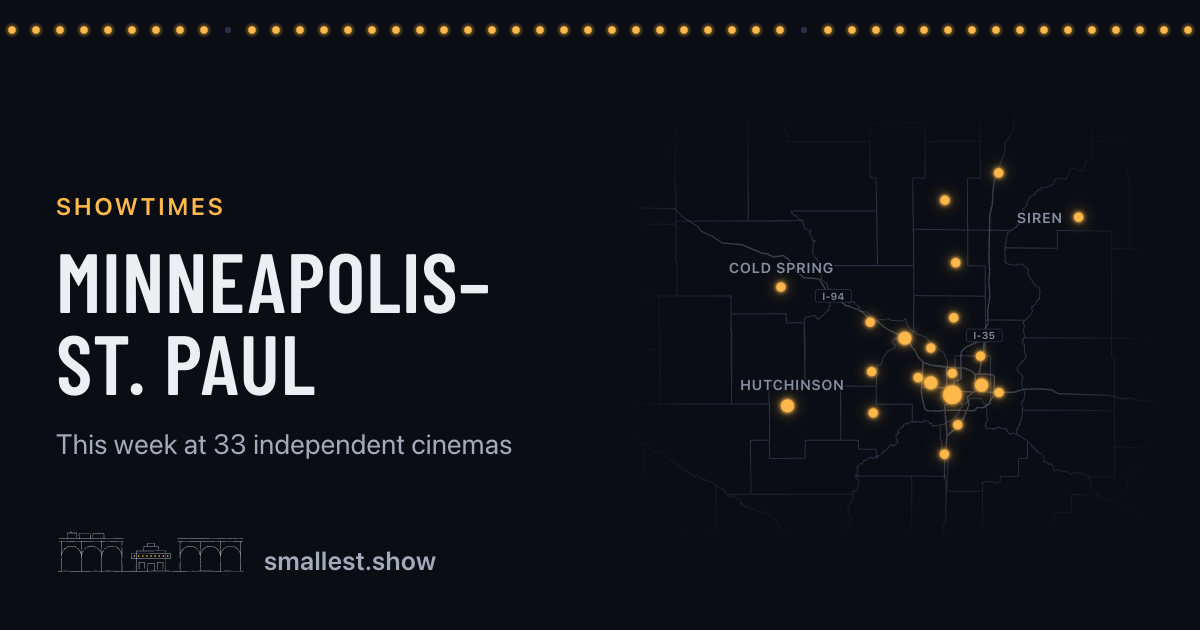 SHOWTIMES
MINNEAPOLIS–
ST. PAUL
This week at 33 independent cinemas
smallest.show
SIREN
COLD SPRING
I-94
I-35
HUTCHINSON